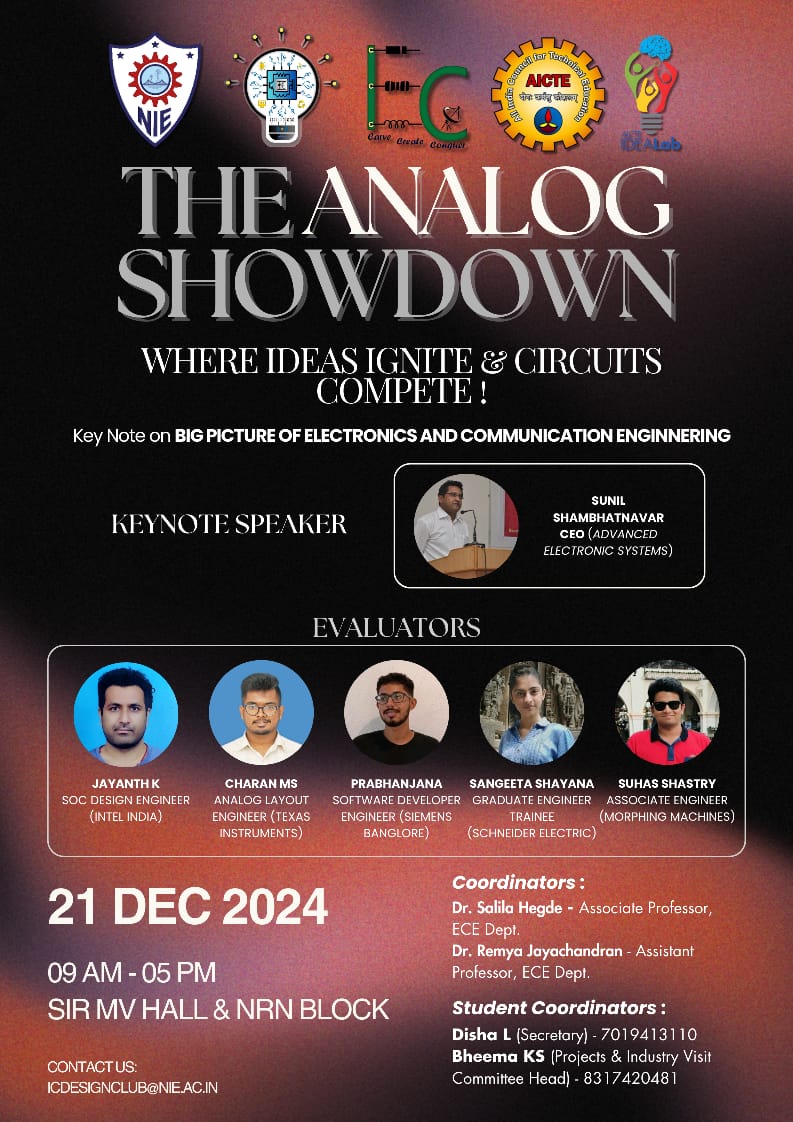 NIE
EC
Carve Create Conquer
All India Council for Technical Education
AICTE
योगः कर्मसु कौशलम्
AICTE
IDEALab
THE ANALOG
SHOWDOWN
WHERE IDEAS IGNITE & CIRCUITS
COMPETE !
Key Note on BIG PICTURE OF ELECTRONICS AND COMMUNICATION ENGINNERING
KEYNOTE SPEAKER
SUNIL
SHAMBHATNAVAR
CEO (ADVANCED
ELECTRONIC SYSTEMS)
EVALUATORS
JAYANTH K
SOC DESIGN ENGINEER
(INTEL INDIA)
CHARAN MS
ANALOG LAYOUT
ENGINEER (TEXAS
INSTRUMENTS)
PRABHANJANA
SOFTWARE DEVELOPER
ENGINEER (SIEMENS
BANGLORE)
SANGEETA SHAYANA
GRADUATE ENGINEER
TRAINEE
(SCHNEIDER ELECTRIC)
SUHAS SHASTRY
ASSOCIATE ENGINEER
(MORPHING MACHINES)
21 DEC 2024
09 AM - 05 PM
SIR MV HALL & NRN BLOCK
CONTACT US:
ICDESIGNCLUB@NIE.AC.IN
Coordinators :
Dr. Salila Hegde - Associate Professor,
ECE Dept.
Dr. Remya Jayachandran - Assistant
Professor, ECE Dept.
Student Coordinators :
Disha L (Secretary) - 7019413110
Bheema KS (Projects & Industry Visit
Committee Head) - 8317420481